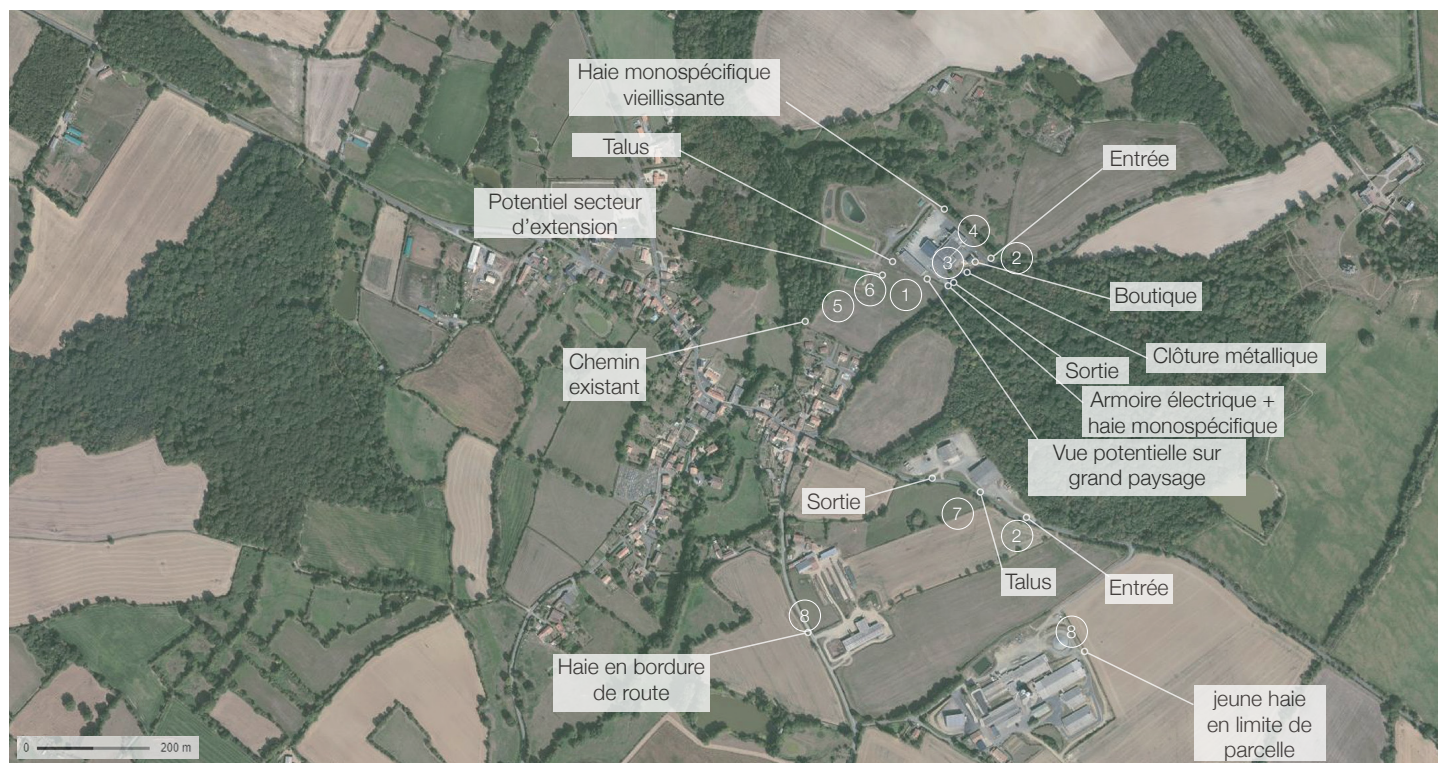 Haie monospécifique
vieillissante
Talus
Entrée
Potentiel secteur
d'extension
4
2
3
6
1
5
Boutique
Chemin
existant
Clôture métallique
Sortie
Armoire électrique +
haie monospécifique
Vue potentielle sur
grand paysage
Sortie
7
2
Talus
Entrée
8
8
Haie en bordure
de route
jeune haie
en limite de
parcelle
0 200 m